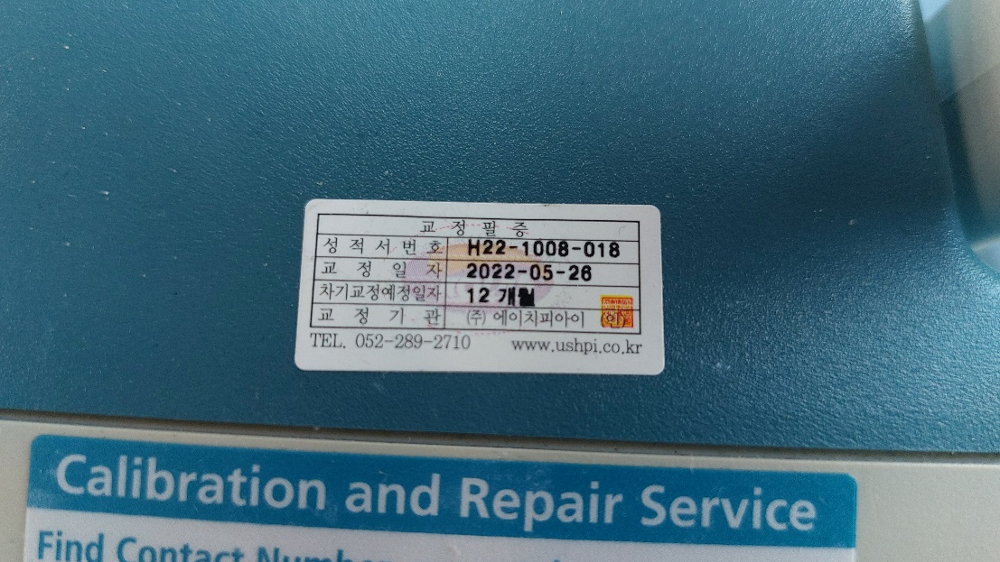 교정필증
성적서번호 H22-1008-018
교정일자 2022-05-26
차기교정예정일자 12 개월
교정기관 (주) 에이치피아이 (인)
TEL. 052-289-2710 www.ushpi.co.kr
Calibration and Repair Service
Find Contact